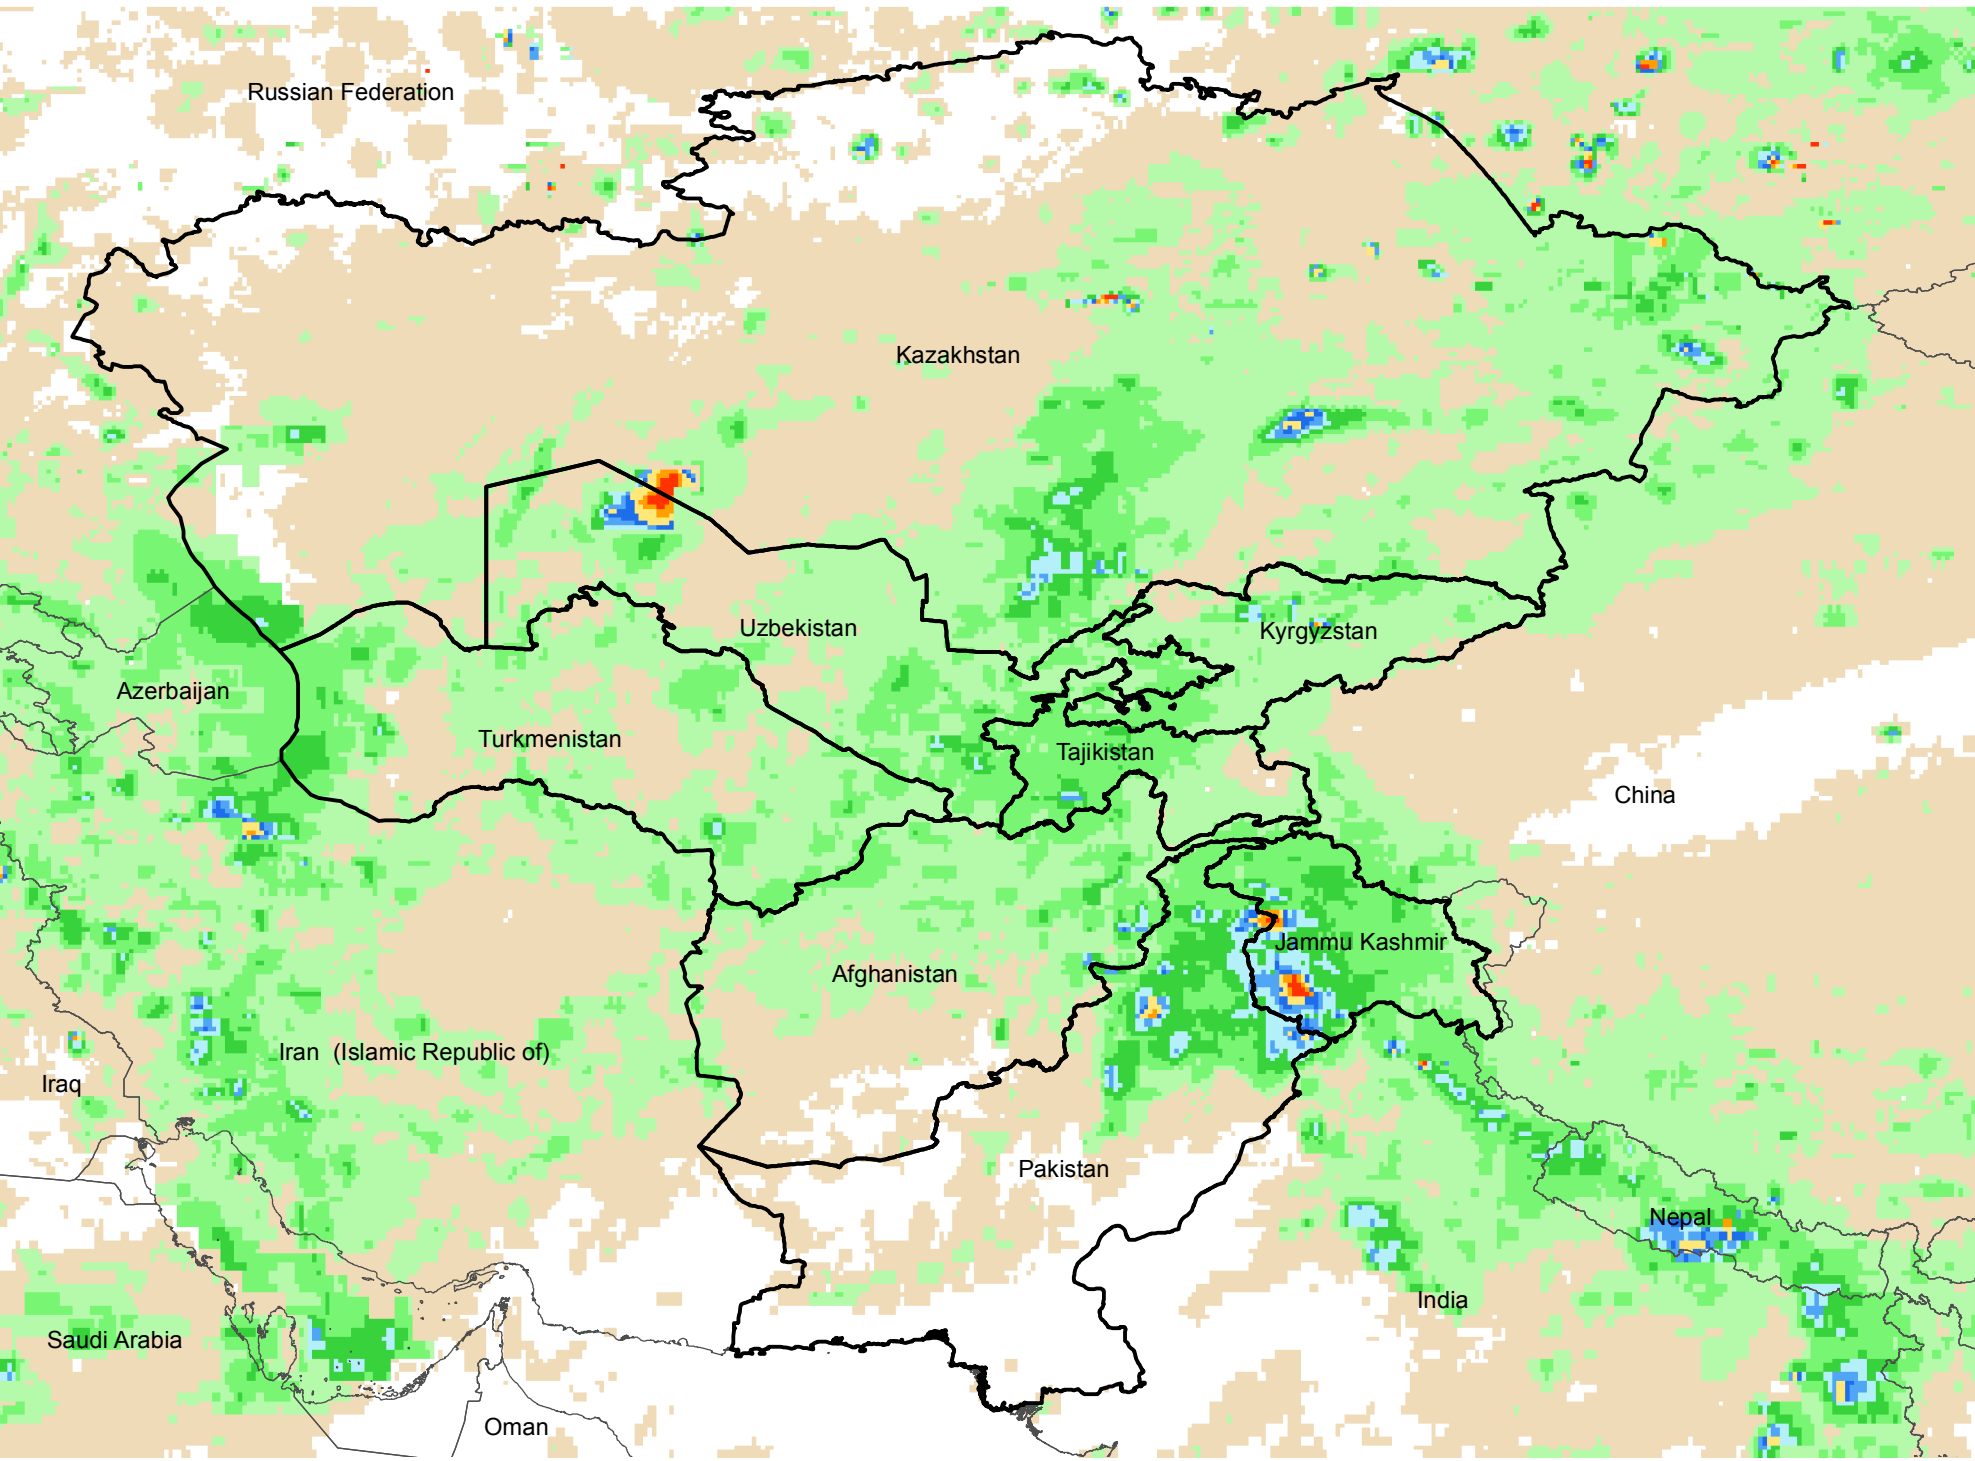 Russian Federation
Kazakhstan
Uzbekistan
Kyrgyzstan
Azerbaijan
Turkmenistan
Tajikistan
China
Jammu Kashmir
Afghanistan
Iran  (Islamic Republic of)
Iraq
Pakistan
Nepal
India
Saudi Arabia
Oman